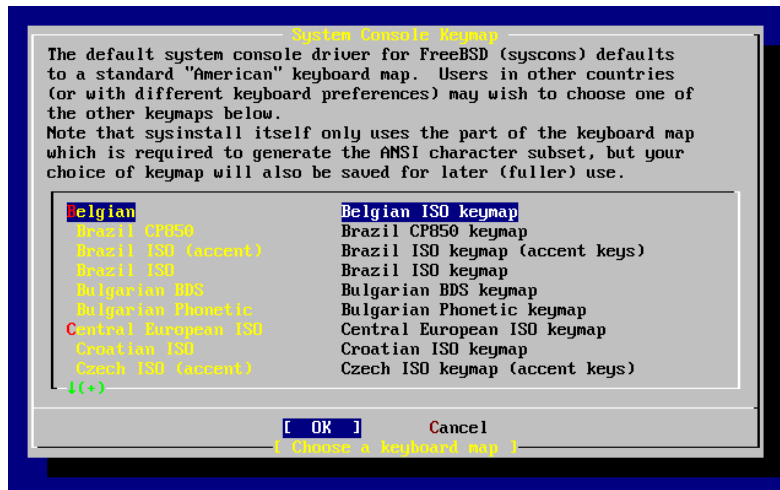 System Console Keymap
The default system console driver for FreeBSD (syscons) defaults
to a standard "American" keyboard map.  Users in other countries
(or with different keyboard preferences) may wish to choose one of
the other keymaps below.
Note that sysinstall itself only uses the part of the keyboard map
which is required to generate the ANSI character subset, but your
choice of keymap will also be saved for later (fuller) use.
Belgian Belgian ISO keymap
Brazil CP850 Brazil CP850 keymap
Brazil ISO (accent) Brazil ISO keymap (accent keys)
Brazil ISO Brazil ISO keymap
Bulgarian BDS Bulgarian BDS keymap
Bulgarian Phonetic Bulgarian Phonetic keymap
Central European ISO Central European ISO keymap
Croatian ISO Croatian ISO keymap
Czech ISO (accent) Czech ISO keymap (accent keys)
↓(+)
[ OK ] Cancel
[ Choose a keyboard map ]